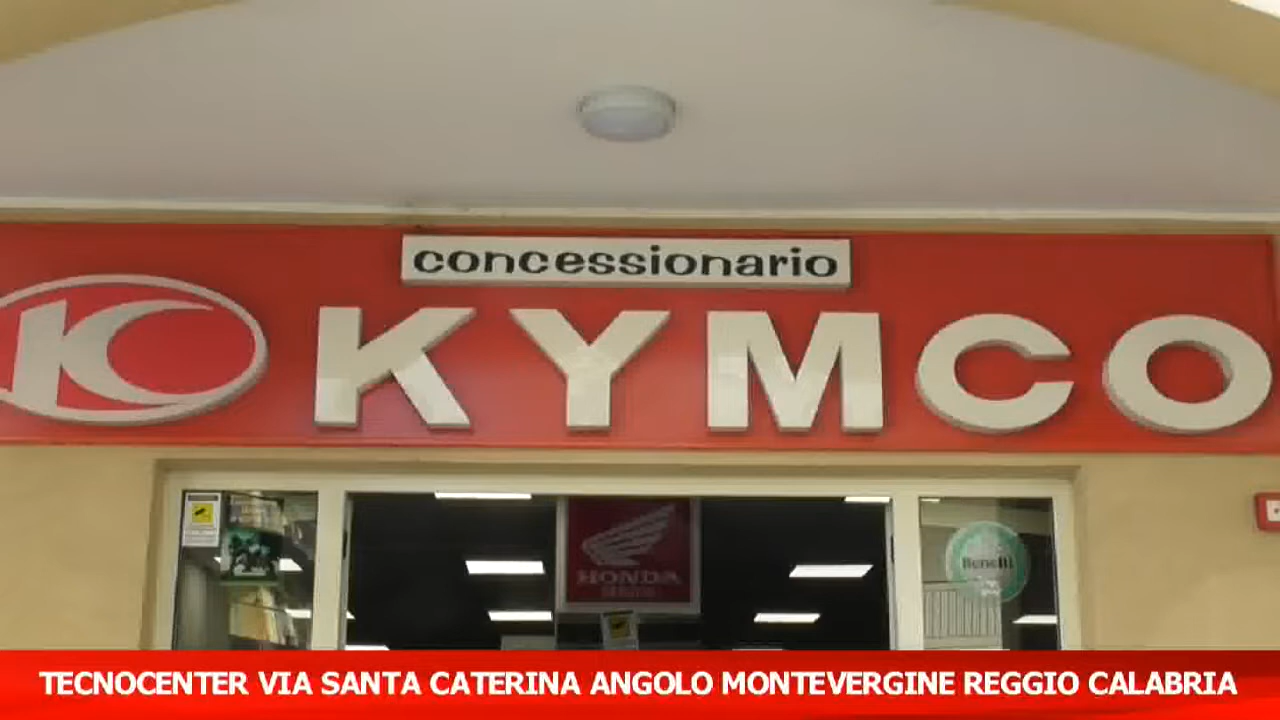 concessionario
KYMCO
HONDA
Benelli
TECNOCENTER VIA SANTA CATERINA ANGOLO MONTEVERGINE REGGIO CALABRIA